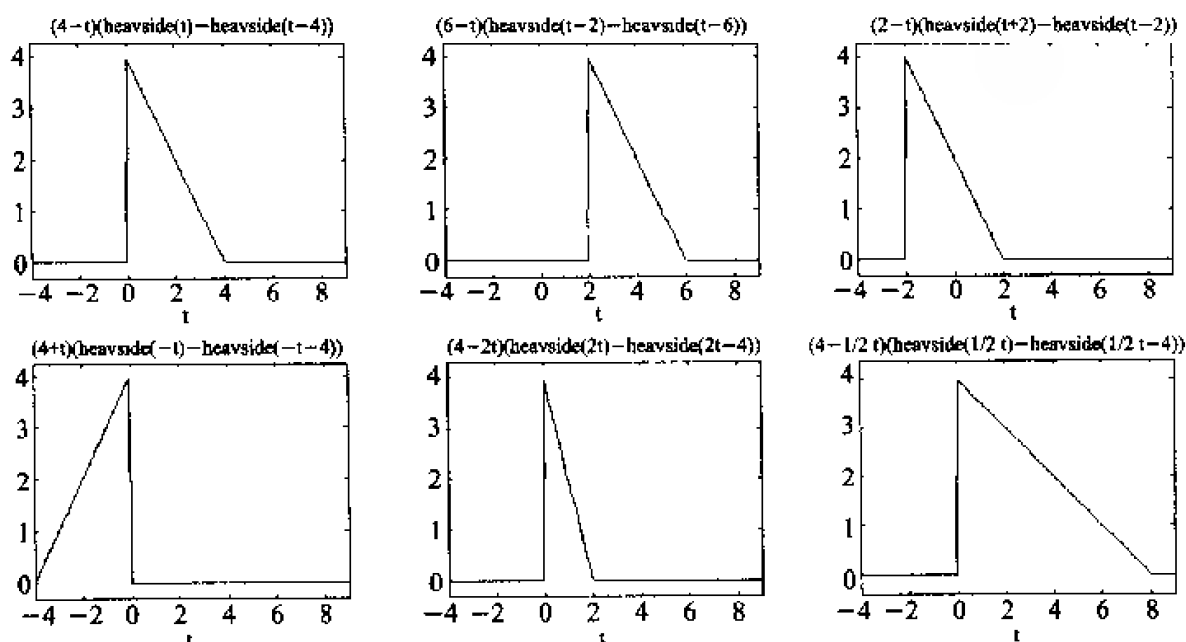 (4-t)(heavside(t)-heavside(t-4))
4
3
2
1
0
-4 -2 0 2 4 6 8
t
(6-t)(heavside(t-2)-heavside(t-6))
4
3
2
1
0
-4 -2 0 2 4 6 8
t
(2-t)(heavside(t+2)-heavside(t-2))
4
3
2
1
0
-4 -2 0 2 4 6 8
t
(4+t)(heavside(-t)-heavside(-t-4))
4
3
2
1
0
-4 -2 0 2 4 6 8
t
(4-2t)(heavside(2t)-heavside(2t-4))
4
3
2
1
0
-4 -2 0 2 4 6 8
t
(4-1/2 t)(heavside(1/2 t)-heavside(1/2 t-4))
4
3
2
1
0
-4 -2 0 2 4 6 8
t